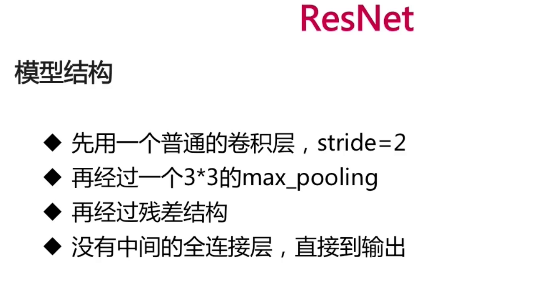 ResNet
模型结构
◆ 先用一个普通的卷积层，stride=2
◆ 再经过一个3*3的max_pooling
◆ 再经过残差结构
◆ 没有中间的全连接层，直接到输出